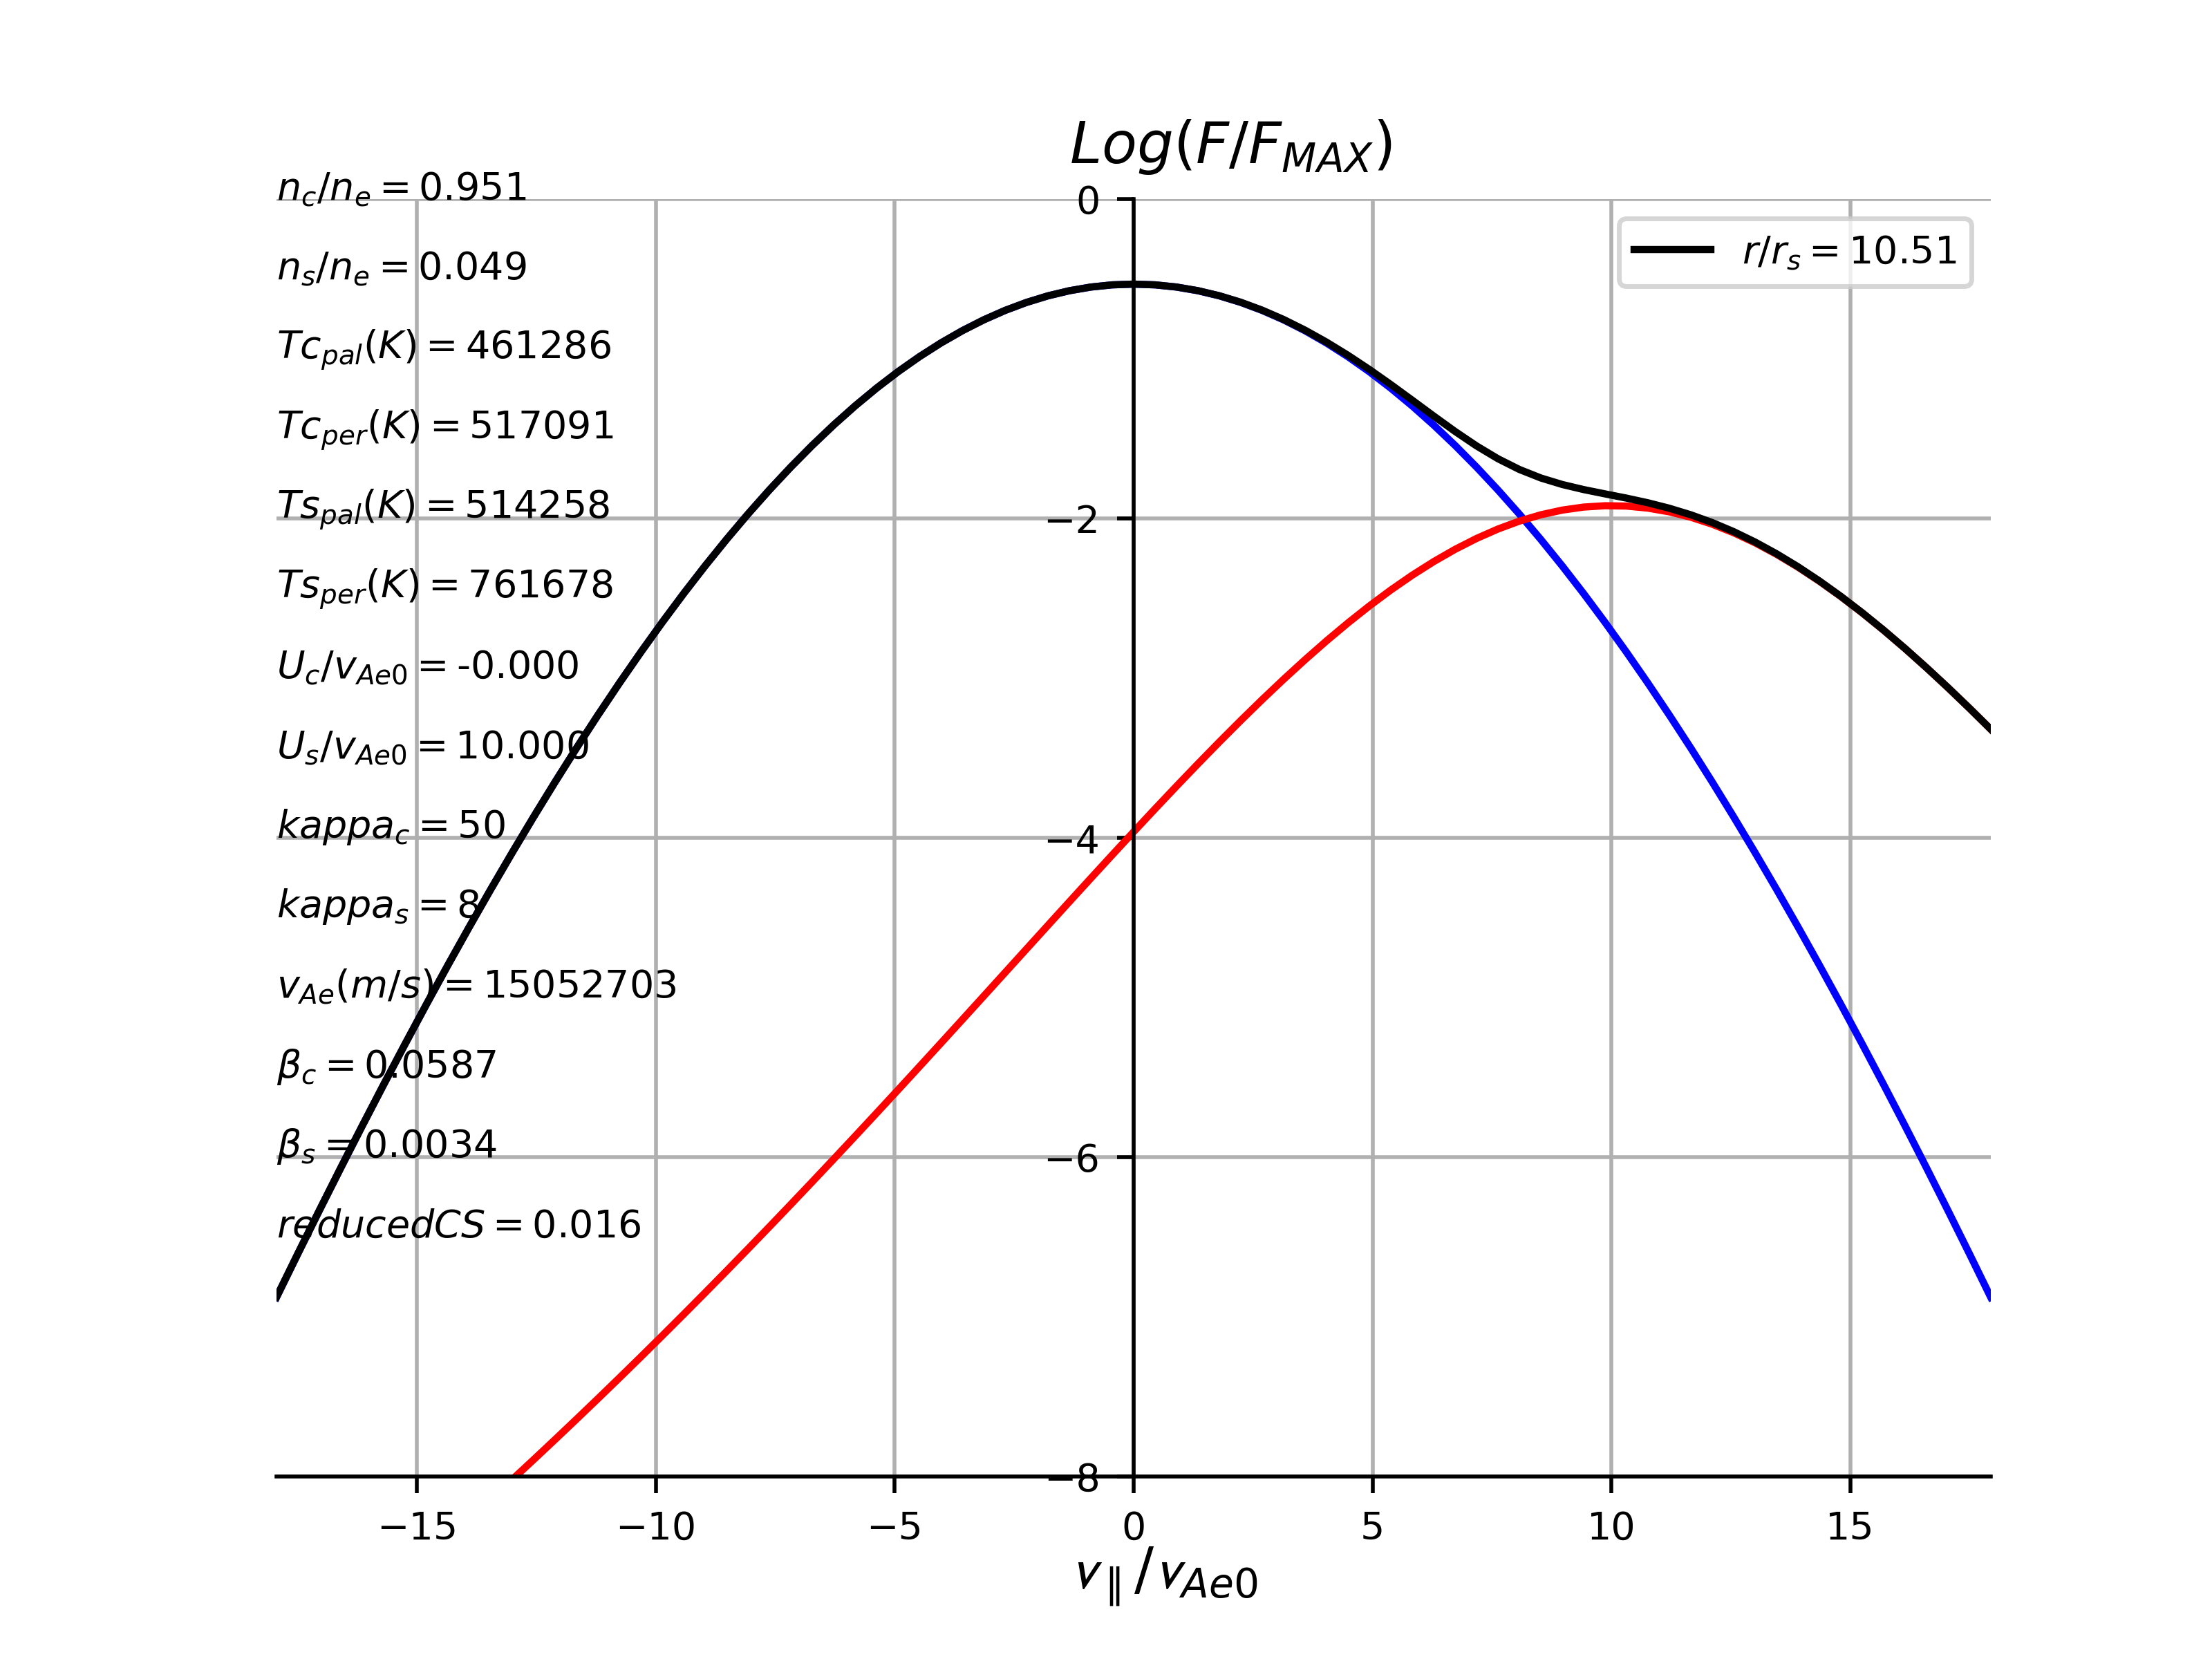 Log(F/F_MAX)
n_c/n_e = 0.951
n_s/n_e = 0.049
Tc_pal(K) = 461286
Tc_per(K) = 517091
Ts_pal(K) = 514258
Ts_per(K) = 761678
U_c/v_Ae0 = -0.000
U_s/v_Ae0 = 10.000
kappa_c = 50
kappa_s = 8
v_Ae(m/s) = 15052703
β_c = 0.0587
β_s = 0.0034
reducedCS = 0.016
r/r_s = 10.51
0
−2
−4
−6
−8
−15 −10 −5 0 5 10 15
v_∥/v_Ae0